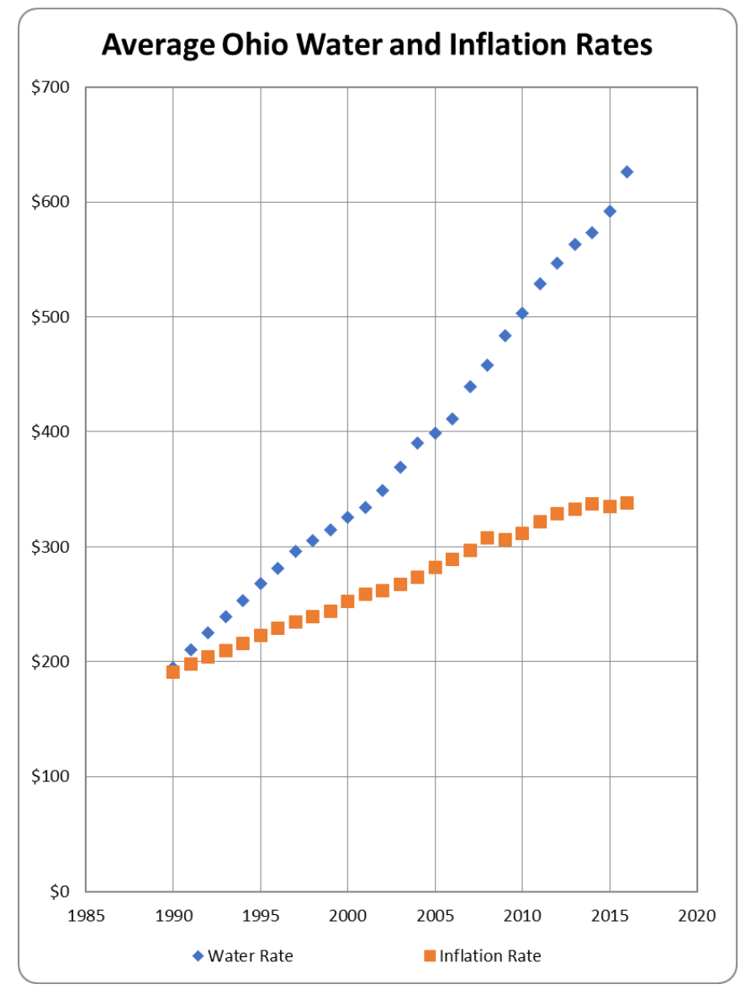 Average Ohio Water and Inflation Rates
$700
$600
$500
$400
$300
$200
$100
$0
1985 1990 1995 2000 2005 2010 2015 2020
Water Rate Inflation Rate